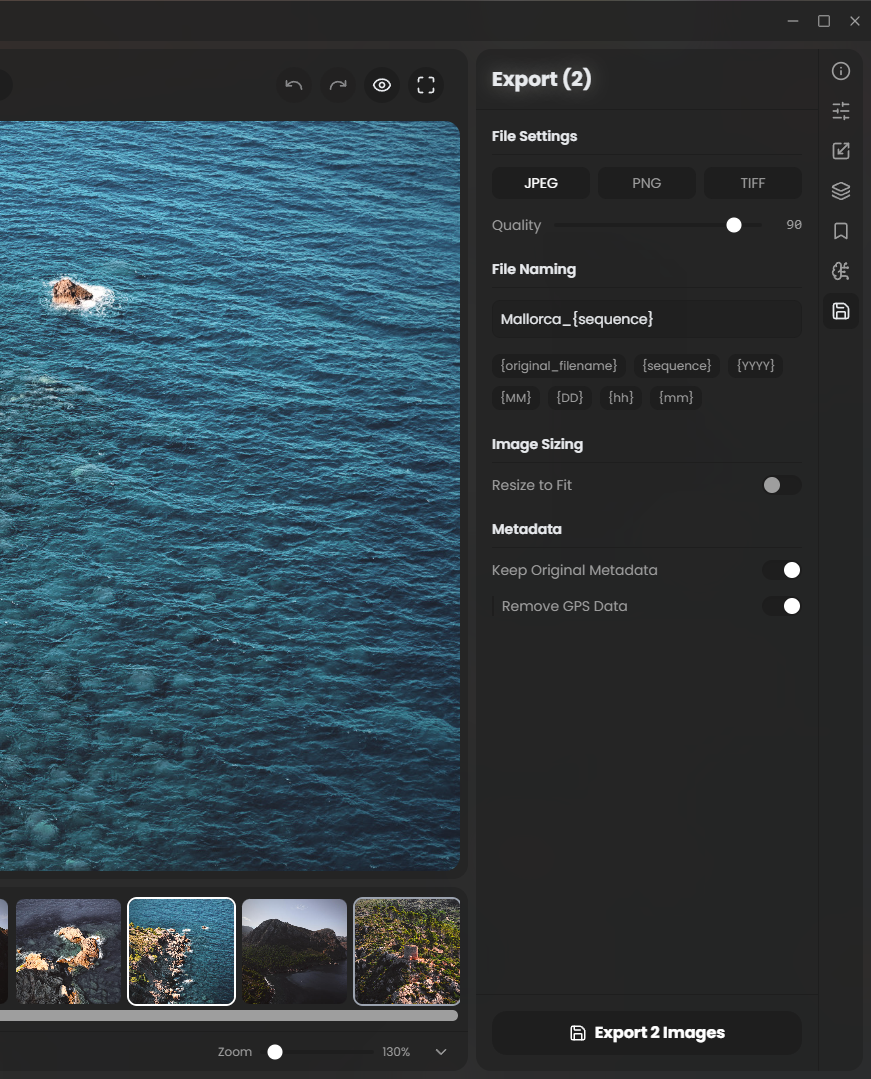 Export (2)
File Settings
JPEG PNG TIFF
Quality 90
File Naming
Mallorca_{sequence}
{original_filename} {sequence} {YYYY}
{MM} {DD} {hh} {mm}
Image Sizing
Resize to Fit
Metadata
Keep Original Metadata
Remove GPS Data
Export 2 Images
Zoom 130%